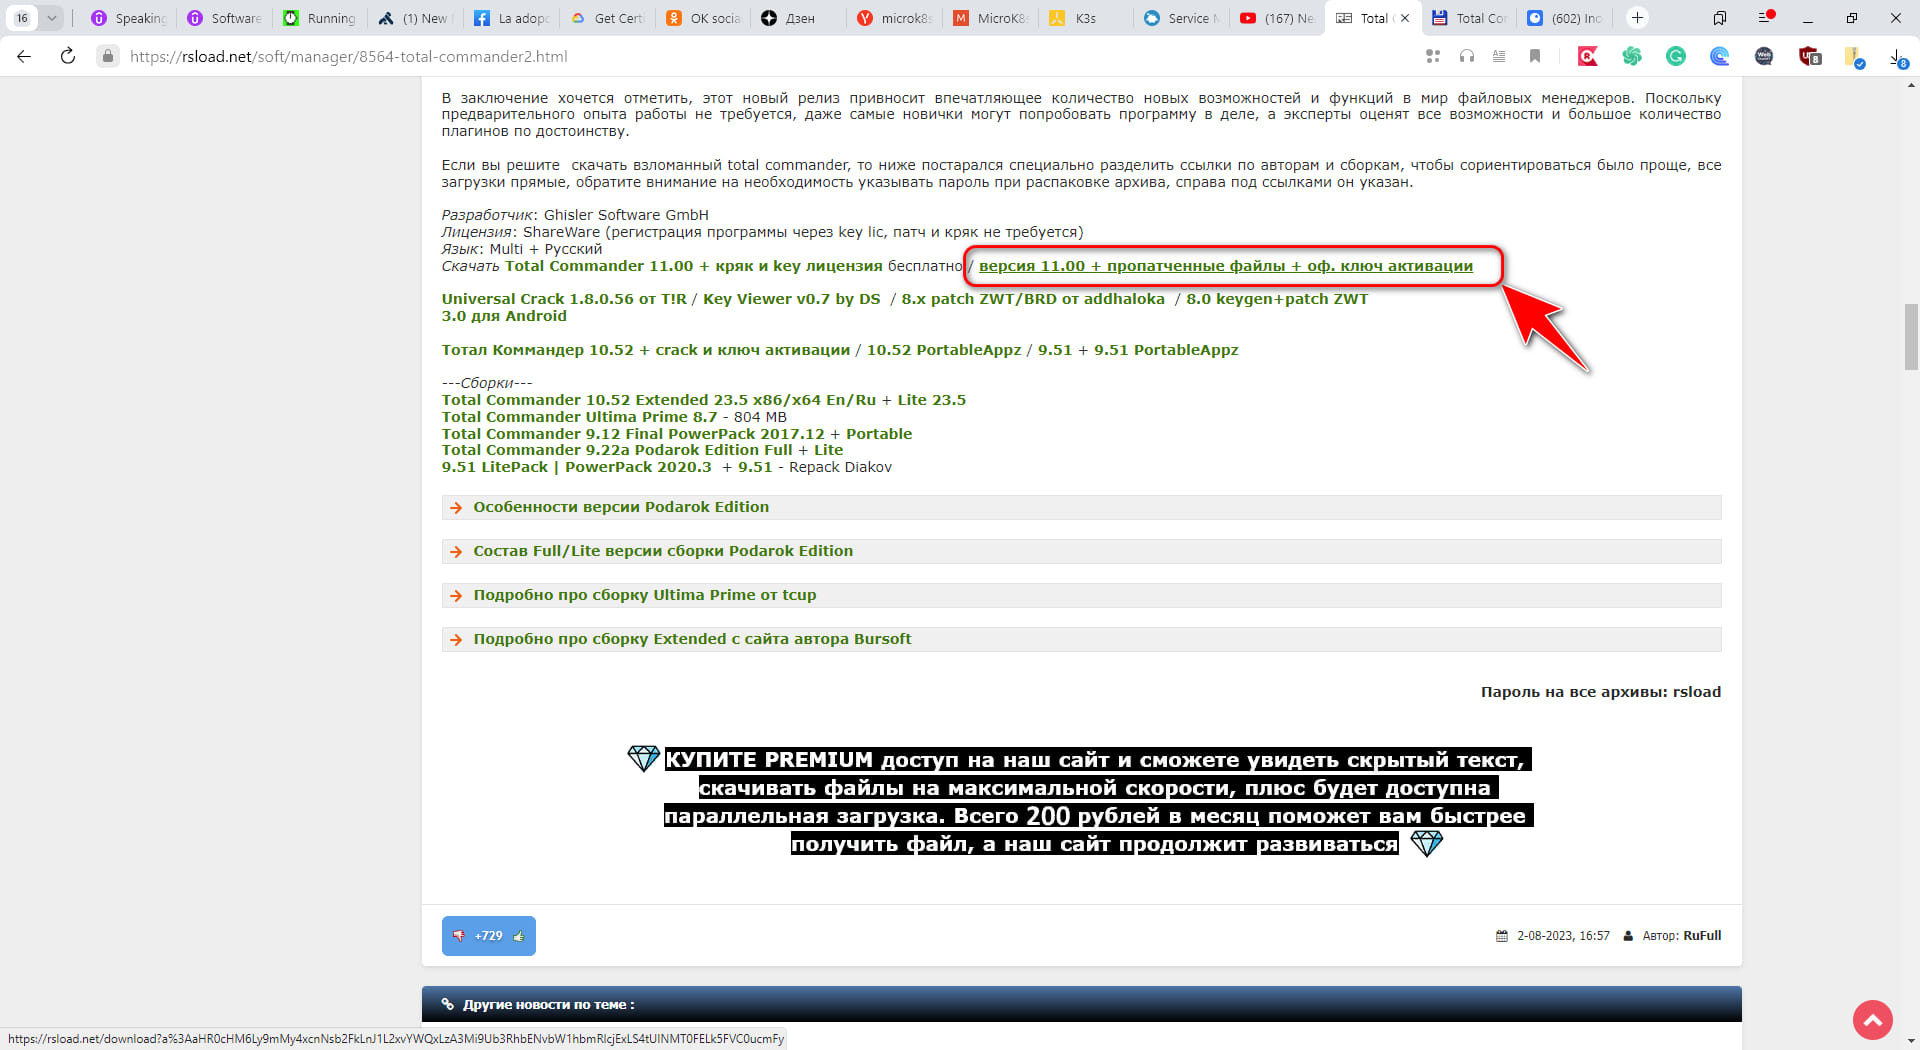 16
Speaking
Software
Running
(1) New
La adopc
Get Certi
OK socia
Дзен
microk8s
MicroK8s
K3s
Service M
(167) Ne
Total C
Total Cor
(602) Inc
https://rsload.net/soft/manager/8564-total-commander2.html
8
8
В заключение хочется отметить, этот новый релиз привносит впечатляющее количество новых возможностей и функций в мир файловых менеджеров. Поскольку
предварительного опыта работы не требуется, даже самые новички могут попробовать программу в деле, а эксперты оценят все возможности и большое количество
плагинов по достоинству.
Если вы решите скачать взломанный total commander, то ниже постарался специально разделить ссылки по авторам и сборкам, чтобы сориентироваться было проще, все
загрузки прямые, обратите внимание на необходимость указывать пароль при распаковке архива, справа под ссылками он указан.
Разработчик: Ghisler Software GmbH
Лицензия: ShareWare (регистрация программы через key lic, патч и кряк не требуется)
Язык: Multi + Русский
Скачать Total Commander 11.00 + кряк и key лицензия бесплатно / версия 11.00 + пропатченные файлы + оф. ключ активации
Universal Crack 1.8.0.56 от T!R / Key Viewer v0.7 by DS / 8.x patch ZWT/BRD от addhaloka / 8.0 keygen+patch ZWT
3.0 для Android
Тотал Коммандер 10.52 + crack и ключ активации / 10.52 PortableAppz / 9.51 + 9.51 PortableAppz
---Сборки---
Total Commander 10.52 Extended 23.5 x86/x64 En/Ru + Lite 23.5
Total Commander Ultima Prime 8.7 - 804 MB
Total Commander 9.12 Final PowerPack 2017.12 + Portable
Total Commander 9.22a Podarok Edition Full + Lite
9.51 LitePack | PowerPack 2020.3 + 9.51 - Repack Diakov
Особенности версии Podarok Edition
Состав Full/Lite версии сборки Podarok Edition
Подробно про сборку Ultima Prime от tcup
Подробно про сборку Extended с сайта автора Bursoft
Пароль на все архивы: rsload
КУПИТЕ PREMIUM доступ на наш сайт и сможете увидеть скрытый текст,
скачивать файлы на максимальной скорости, плюс будет доступна
параллельная загрузка. Всего 200 рублей в месяц поможет вам быстрее
получить файл, а наш сайт продолжит развиваться
+729
2-08-2023, 16:57 Автор: RuFull
Другие новости по теме :